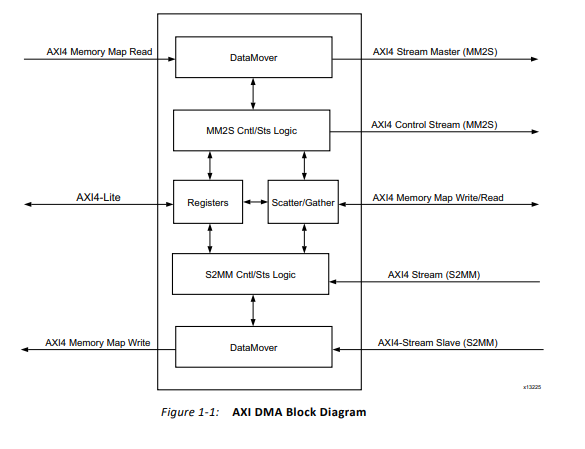 AXI4 Memory Map Read
DataMover
AXI4 Stream Master (MM2S)
MM2S Cntl/Sts Logic
AXI4 Control Stream (MM2S)
AXI4-Lite
Registers
Scatter/Gather
AXI4 Memory Map Write/Read
S2MM Cntl/Sts Logic
AXI4 Stream (S2MM)
AXI4 Memory Map Write
DataMover
AXI4-Stream Slave (S2MM)
x13225
Figure 1-1: AXI DMA Block Diagram